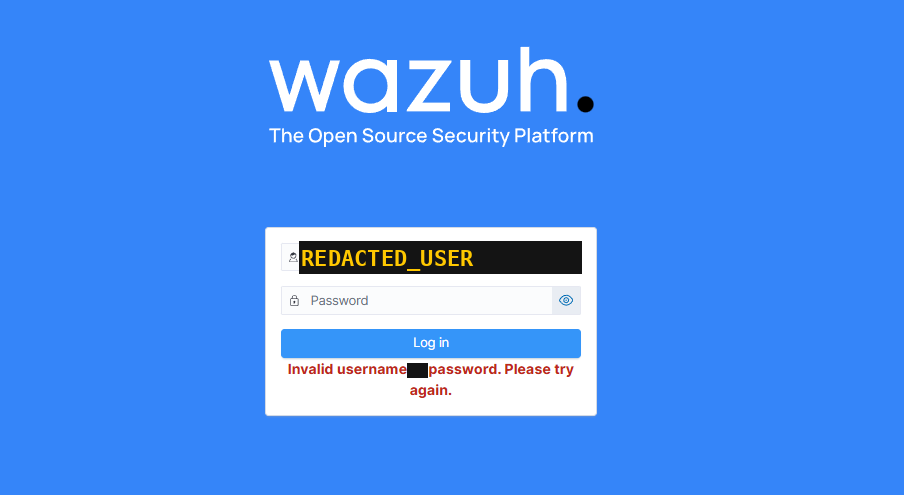 wazuh.
The Open Source Security Platform
REDACTED_USER
Password
Log in
Invalid username password. Please try
again.